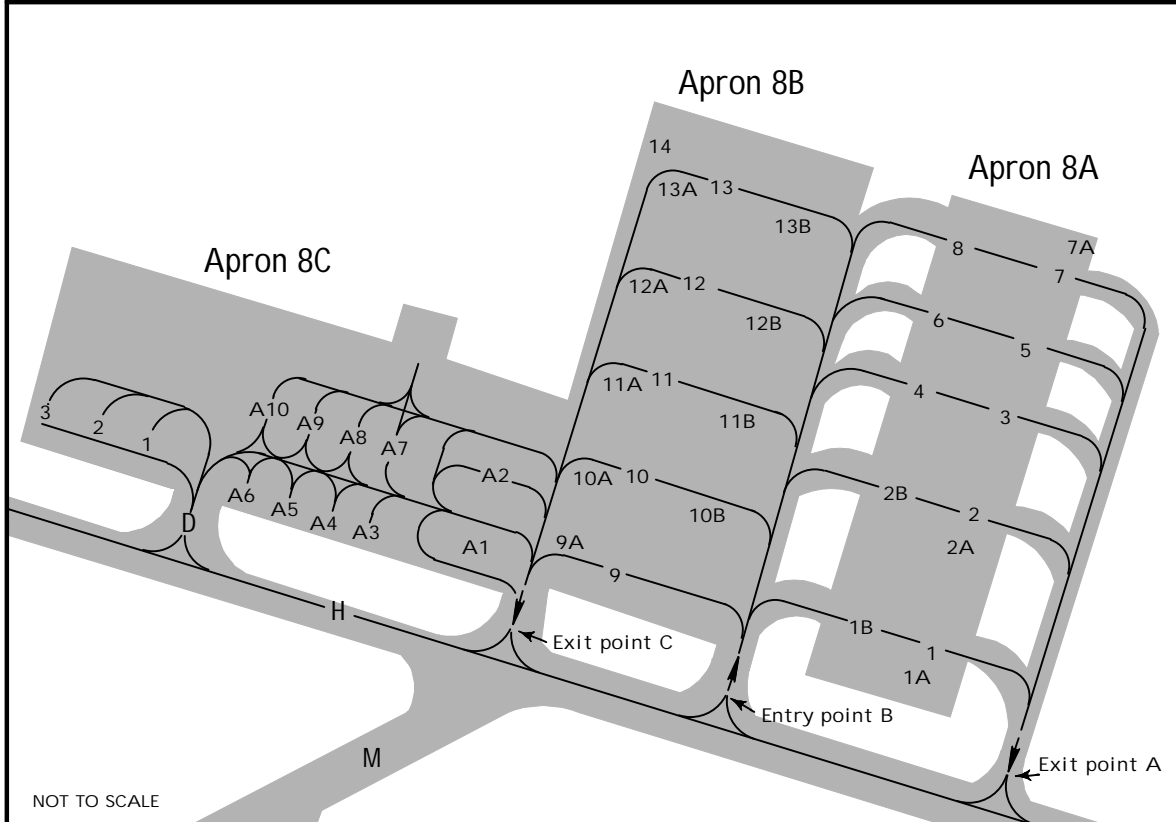 Apron 8B
Apron 8A
Apron 8C
14
13A 13
13B
8
7A
7
12A 12
12B
6
5
11A 11
11B
4
3
10A 10
10B
2B
2
2A
9A
9
1B
1
1A
3
2
1
A10
A9
A8
A7
A2
A6
A5
A4
A3
A1
D
H
M
Exit point C
Entry point B
Exit point A
NOT TO SCALE